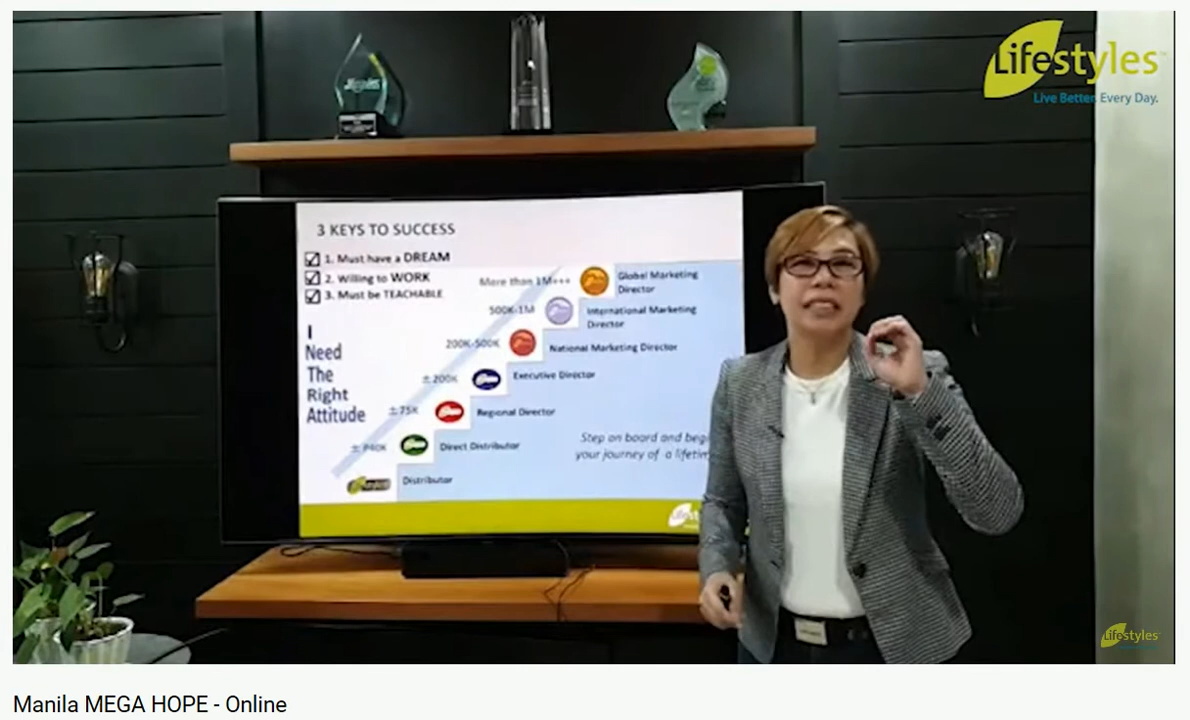 Lifestyles
Live Better Every Day.
3 KEYS TO SUCCESS
1. Must have a DREAM
2. Willing to WORK
3. Must be TEACHABLE
More than 1M+++
Global Marketing
Director
500K-1M
International Marketing
Director
I
Need
The
Right
Attitude
200K-500K
National Marketing Director
±200K
Executive Director
±75K
Regional Director
± P40K
Direct Distributor
Distributor
Step on board and begi
your journey of a lifetim
Lifesty
Lifestyles
Manila MEGA HOPE - Online